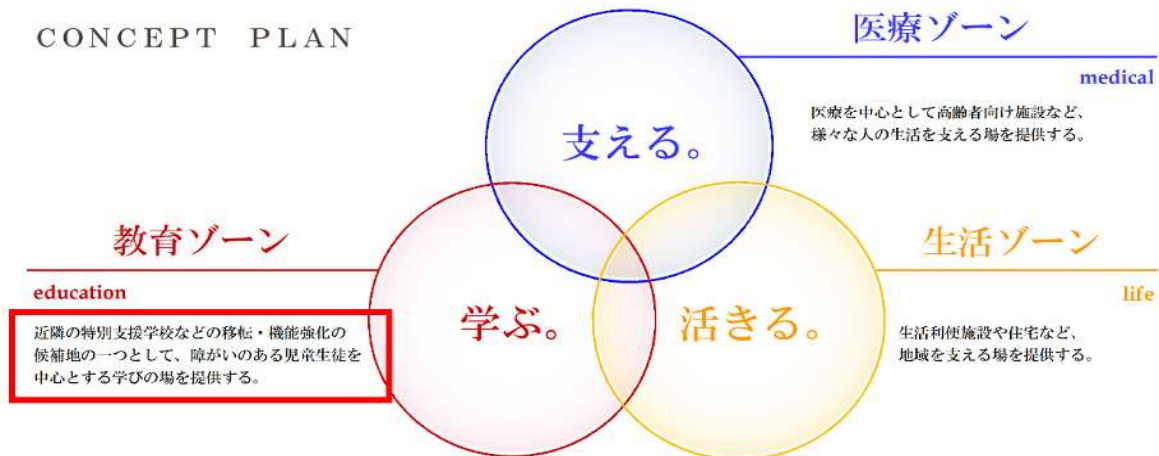 CONCEPT PLAN
医療ゾーン
medical
医療を中心として高齢者向け施設など、
様々な人の生活を支える場を提供する。
支える。
教育ゾーン
education
近隣の特別支援学校などの移転・機能強化の
候補地の一つとして、障がいのある児童生徒を
中心とする学びの場を提供する。
学ぶ。
活きる。
生活ゾーン
life
生活利便施設や住宅など、
地域を支える場を提供する。